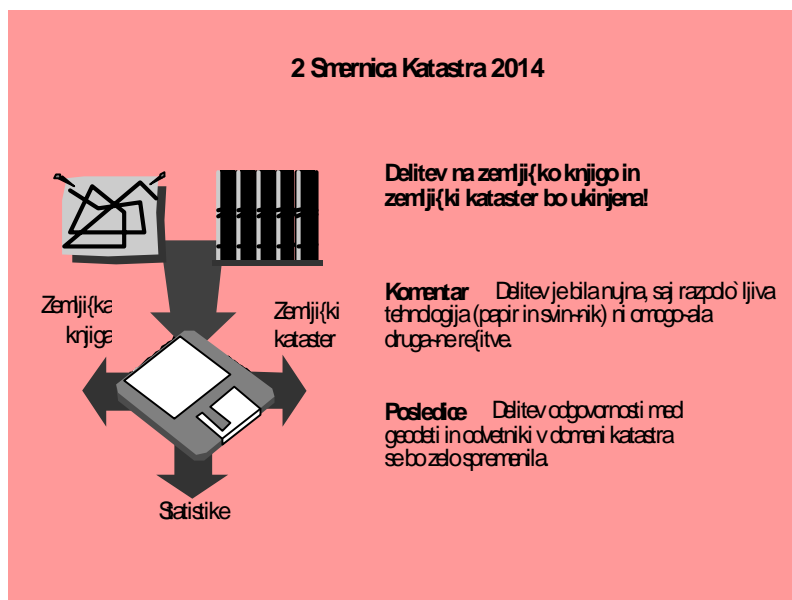 2 Smernica Katastra 2014
Delitev na zemlji{ko knjigo in
zemlji{ki kataster bo ukinjena!
Zemlji{ka
knjiga
Zemlji{ki
kataster
Komentar Delitev je bila nujna, saj razpolo`ljiva
tehnologija (papir in svin~nik) ni omogo~ala
druga~ne re{itve.
Posledice Delitev odgovornosti med
geodeti in odvetniki v domeni katastra
se bo zelo spremenila.
Statistike